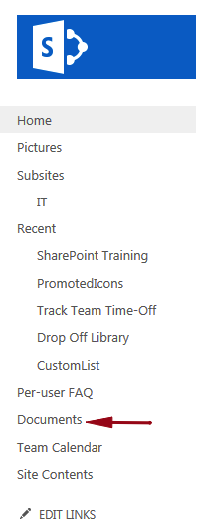 S
Home
Pictures
Subsites
IT
Recent
SharePoint Training
PromotedIcons
Track Team Time-Off
Drop Off Library
CustomList
Per-user FAQ
Documents
Team Calendar
Site Contents
EDIT LINKS